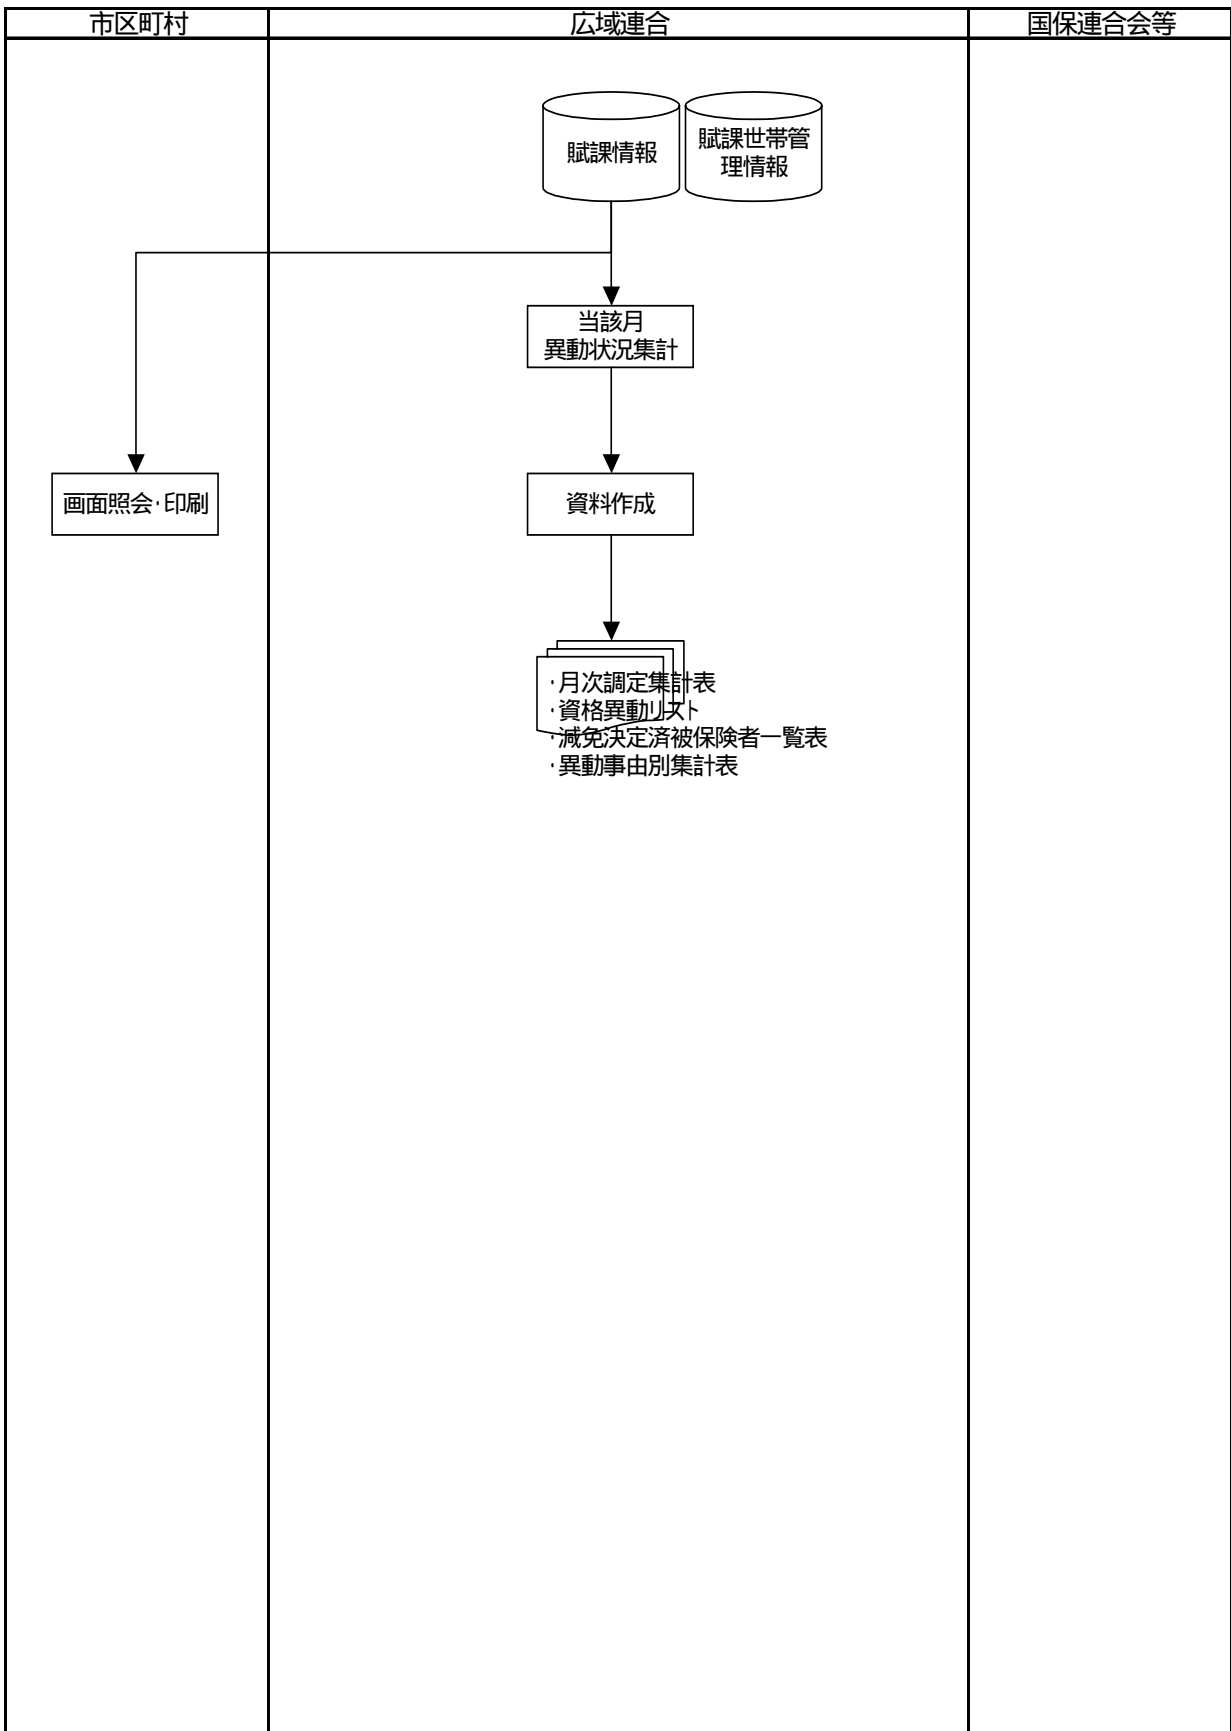 市区町村
広域連合
国保連合会等
賦課情報
賦課世帯管
理情報
当該月
異動状況集計
画面照会・印刷
資料作成
・月次調定集計表
・資格異動リスト
・減免決定済被保険者一覧表
・異動事由別集計表